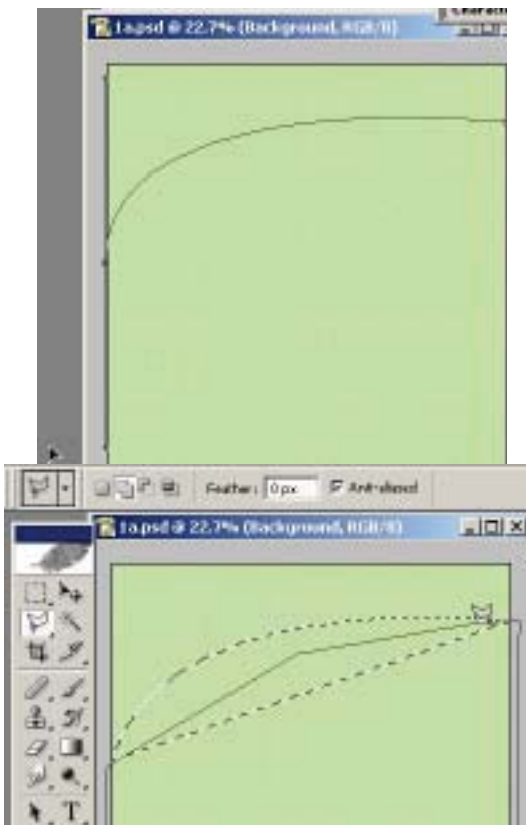 1a.psd @ 22.7% (Background, RGB/8)
Feather: 0 px Anti-aliased
1a.psd @ 22.7% (Background, RGB/8)
T